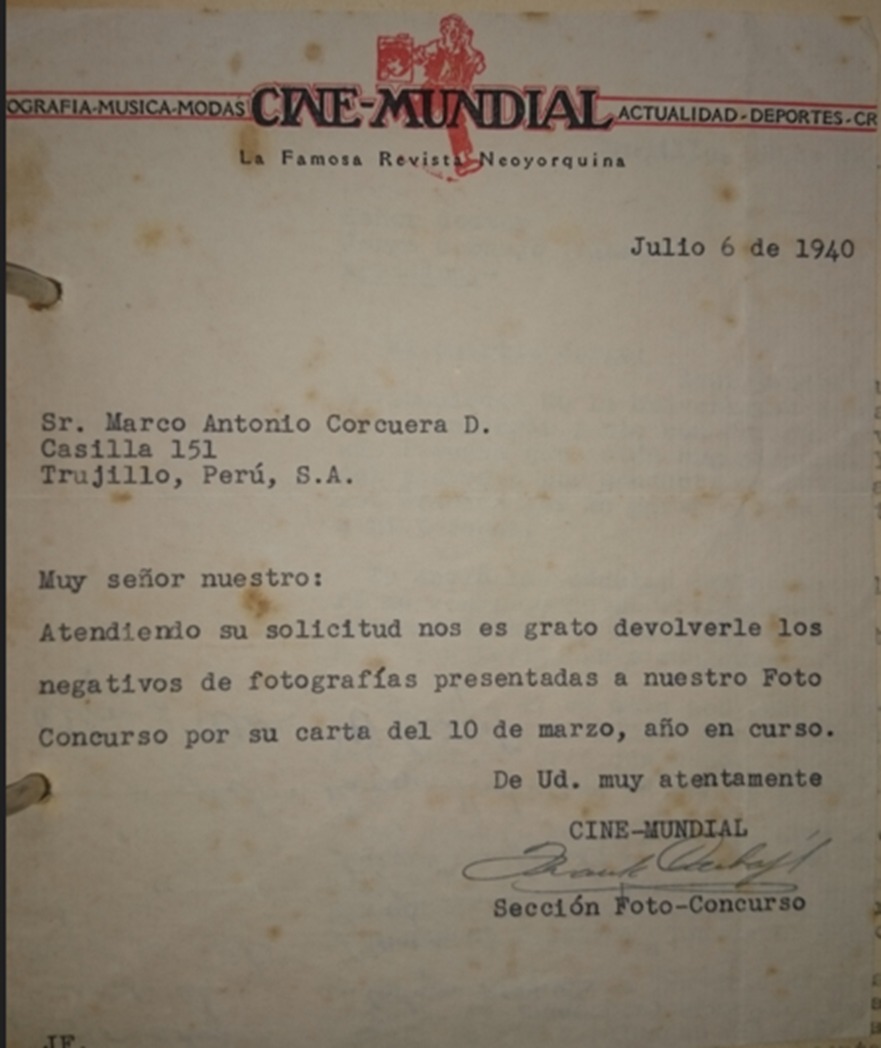 OGRAFIA-MUSICA-MODAS CINE-MUNDIAL ACTUALIDAD-DEPORTES-CR
La Famosa Revista Neoyorquina
Julio 6 de 1940
Sr. Marco Antonio Corcuera D.
Casilla 151
Trujillo, Perú, S.A.
Muy señor nuestro:
Atendiendo su solicitud nos es grato devolverle los
negativos de fotografías presentadas a nuestro Foto
Concurso por su carta del 10 de marzo, año en curso.
De Ud. muy atentamente
CINE-MUNDIAL
Sección Foto-Concurso